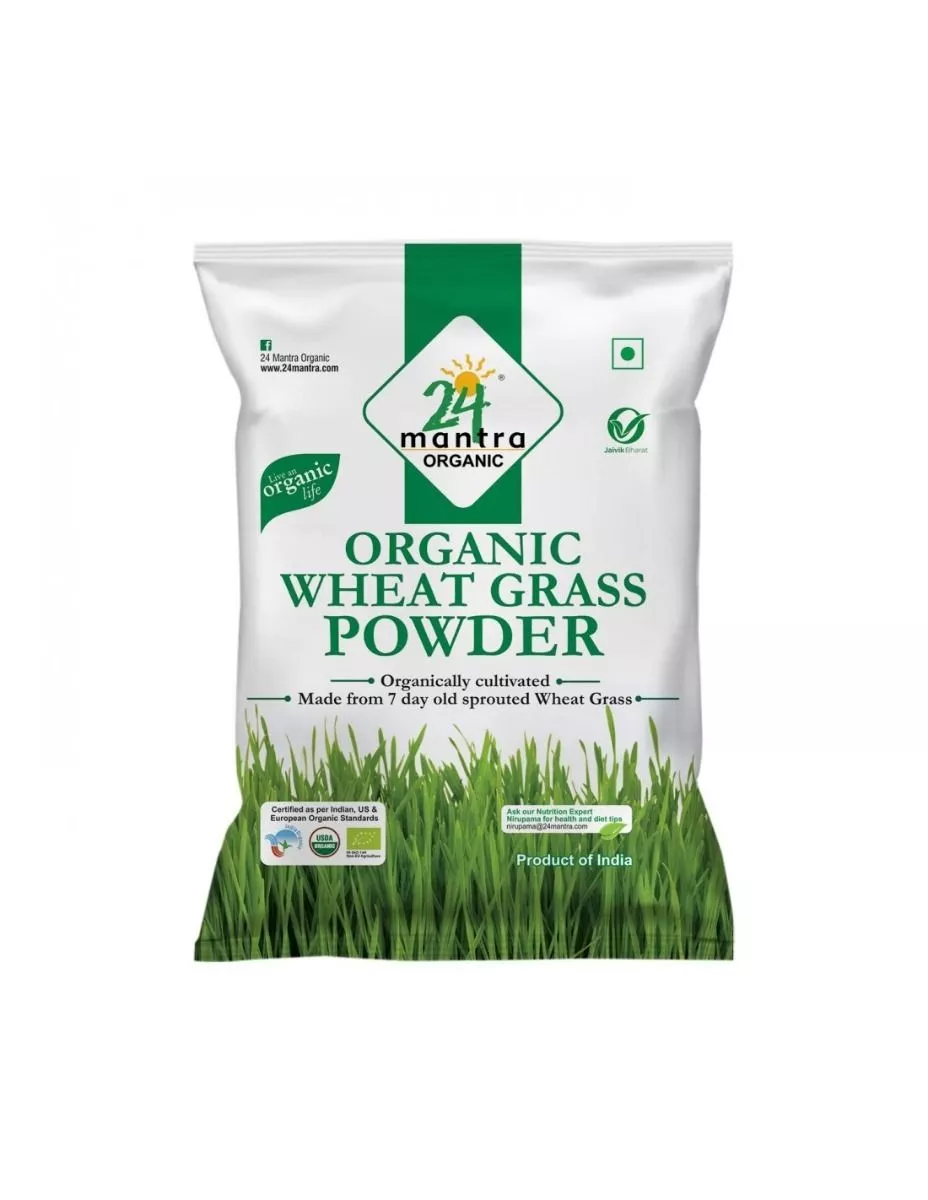 24 Mantra Organic
www.24mantra.com
24
®
mantra
ORGANIC
Jaivik Bharat
Live an
organic
life
ORGANIC
WHEAT GRASS
POWDER
Organically cultivated
Made from 7 day old sprouted Wheat Grass
Certified as per Indian, US &
European Organic Standards
USDA
ORGANIC
Ask our Nutrition Expert
Nirupama for health and diet tips
nirupama@24mantra.com
Product of India